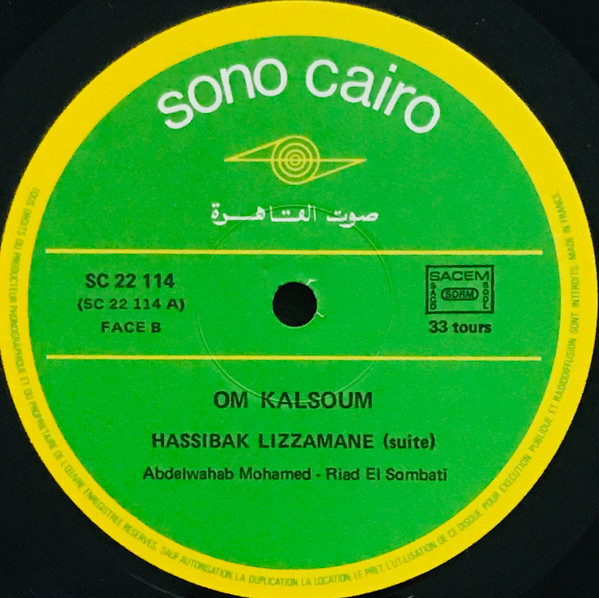 sono cairo
صوت القاهرة
SC 22 114
(SC 22 114 A)
FACE B
SACEM
SACD SDRM SGDL
33 tours
OM KALSOUM
HASSIBAK LIZZAMANE (suite)
Abdelwahab Mohamed - Riad El Sombati
TOUS DROITS DU PRODUCTEUR PHONOGRAPHIQUE ET DU PROPRIETAIRE DE L'ŒUVRE ENREGISTREE RESERVES. SAUF AUTORISATION, LA DUPLICATION, LA LOCATION, LE PRET, L'UTILISATION DE CE DISQUE POUR EXECUTION PUBLIQUE ET RADIODIFFUSION SONT INTERDITS. MADE IN FRANCE.